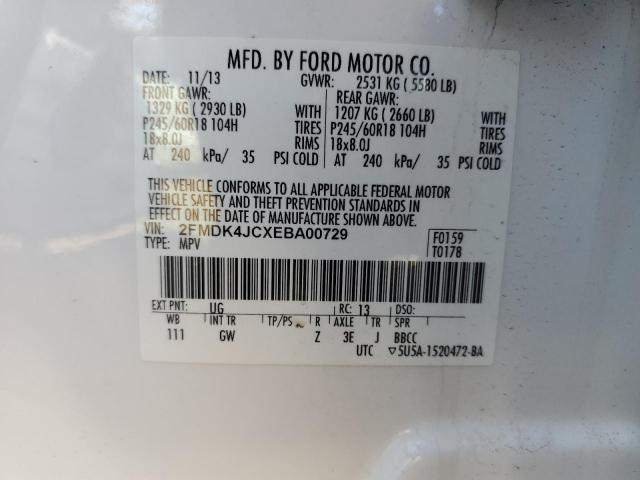 MFD. BY FORD MOTOR CO.
DATE: 11/13 GVWR: 2531 KG ( 5580 LB)
FRONT GAWR: REAR GAWR:
1329 KG ( 2930 LB) 1207 KG ( 2660 LB) WITH
P245/60R18 104H P245/60R18 104H TIRES
18x8.0J 18x8.0J RIMS
AT 240 kPa/ 35 PSI COLD AT 240 kPa/ 35 PSI COLD
WITH
TIRES
RIMS
THIS VEHICLE CONFORMS TO ALL APPLICABLE FEDERAL MOTOR
VEHICLE SAFETY AND THEFT PREVENTION STANDARDS IN
EFFECT ON THE DATE OF MANUFACTURE SHOWN ABOVE.
VIN: 2FMDK4JCXEBA00729 F0159
TYPE: MPV T0178
EXT PNT: UG RC: 13 DSO:
WB INT TR TP/PS R AXLE TR SPR
111 GW Z 3E J BBCC
UTC ▽5U5A-1520472-BA